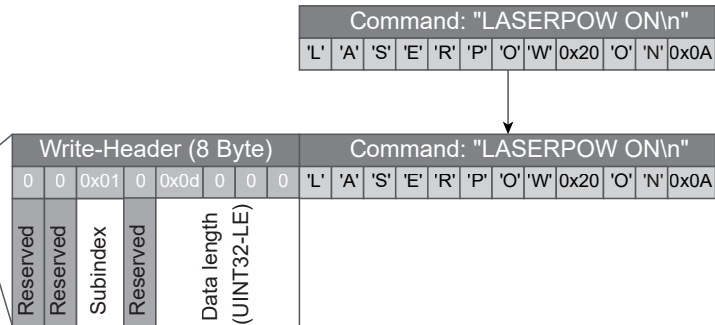 Command: "LASERPOW ON\n"
'L' 'A' 'S' 'E' 'R' 'P' 'O' 'W' 0x20 'O' 'N' 0x0A
Write-Header (8 Byte) Command: "LASERPOW ON\n"
0 0 0x01 0 0x0d 0 0 0 'L' 'A' 'S' 'E' 'R' 'P' 'O' 'W' 0x20 'O' 'N' 0x0A
Reserved
Reserved
Subindex
Reserved
Data length
(UINT32-LE)